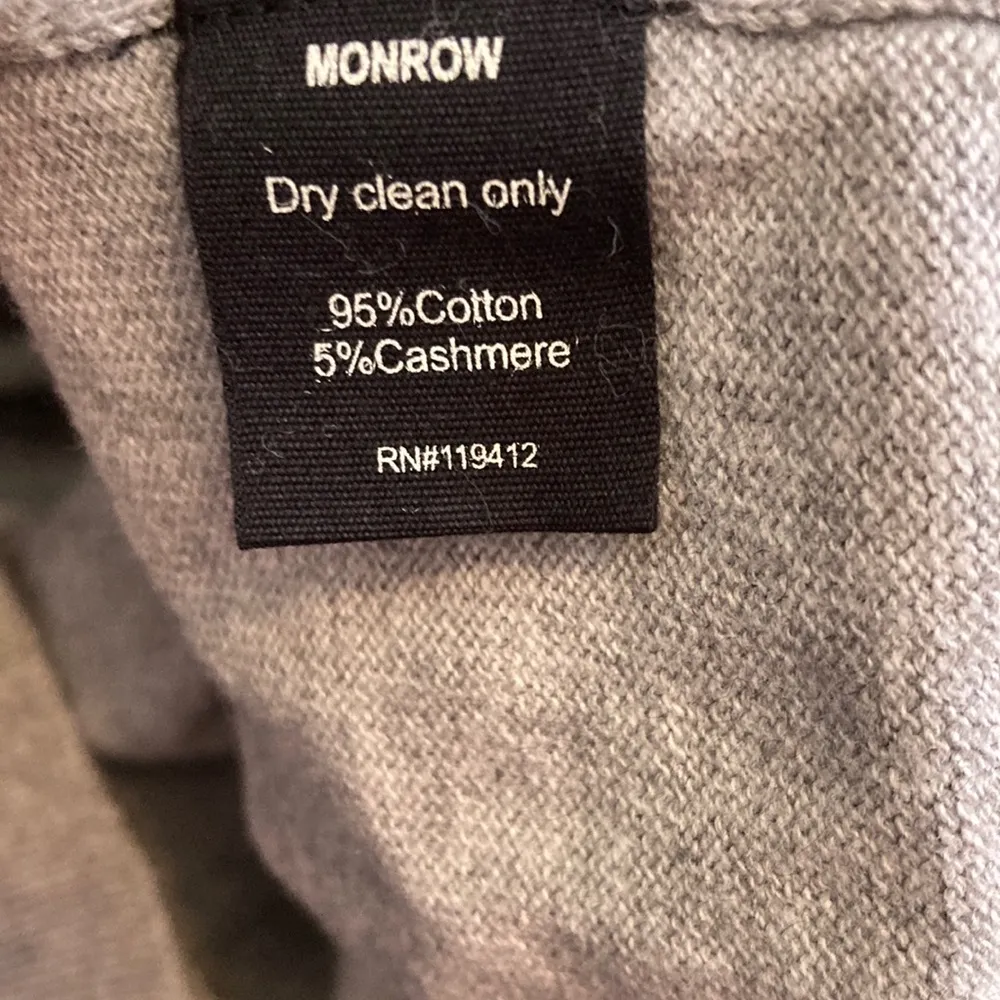 MONROW
Dry clean only
95%Cotton
5%Cashmere
RN#119412